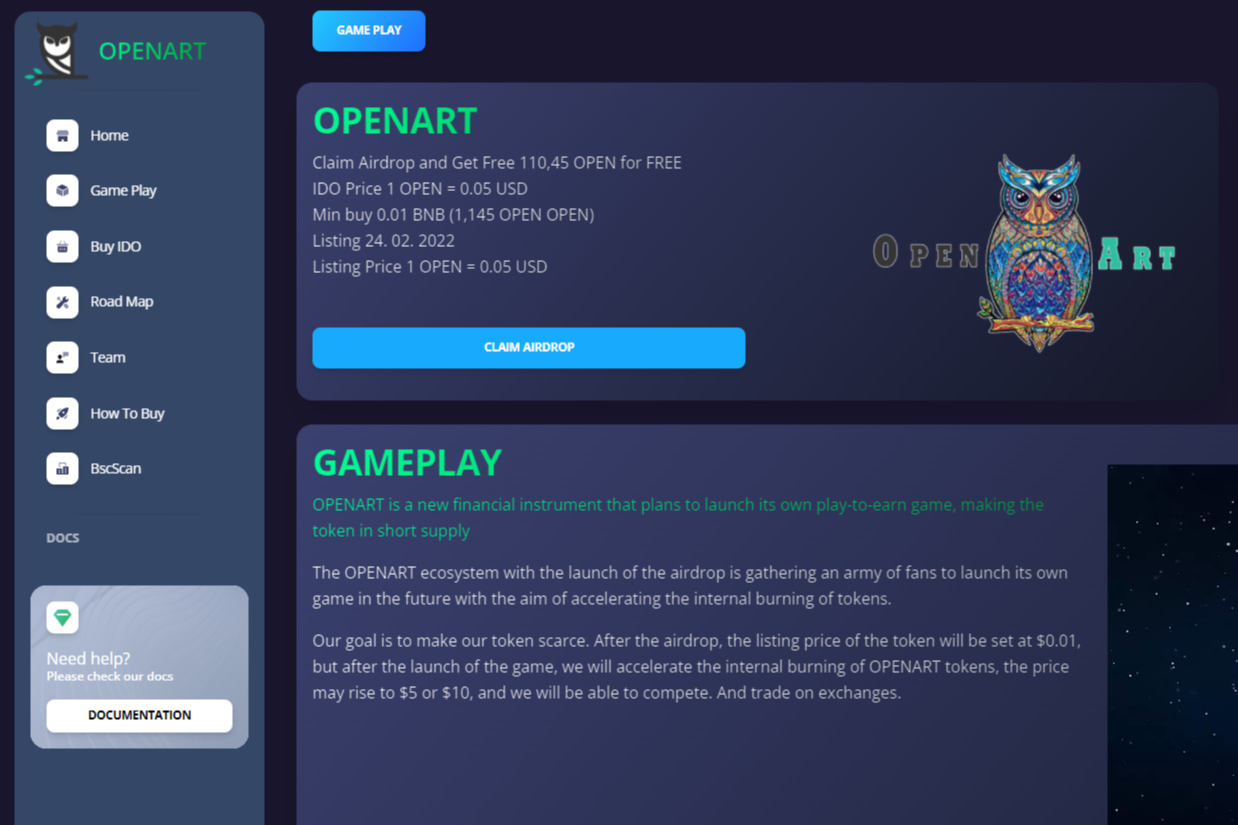 OPENART
Home
Game Play
Buy IDO
Road Map
Team
How To Buy
BscScan
DOCS
Need help?
Please check our docs
DOCUMENTATION
GAME PLAY
OPENART
Claim Airdrop and Get Free 110,45 OPEN for FREE
IDO Price 1 OPEN = 0.05 USD
Min buy 0.01 BNB (1,145 OPEN OPEN)
Listing 24. 02. 2022
Listing Price 1 OPEN = 0.05 USD
CLAIM AIRDROP
OPEN ART
GAMEPLAY
OPENART is a new financial instrument that plans to launch its own play-to-earn game, making the
token in short supply
The OPENART ecosystem with the launch of the airdrop is gathering an army of fans to launch its own
game in the future with the aim of accelerating the internal burning of tokens.
Our goal is to make our token scarce. After the airdrop, the listing price of the token will be set at $0.01,
but after the launch of the game, we will accelerate the internal burning of OPENART tokens, the price
may rise to $5 or $10, and we will be able to compete. And trade on exchanges.